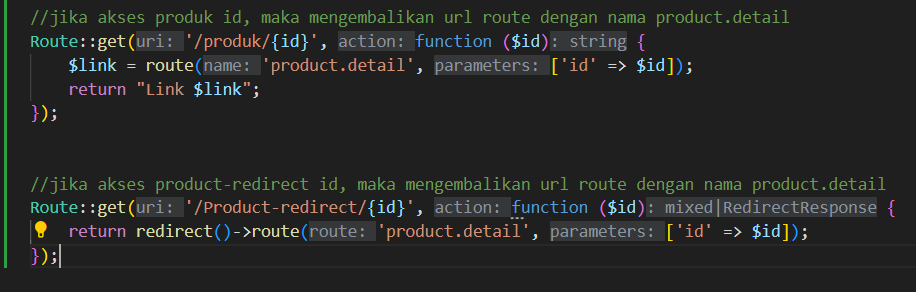 //jika akses produk id, maka mengembalikan url route dengan nama product.detail
Route::get(uri: '/produk/{id}', action: function ($id): string {
    $link = route(name: 'product.detail', parameters: ['id' => $id]);
    return "Link $link";
});
//jika akses product-redirect id, maka mengembalikan url route dengan nama product.detail
Route::get(uri: '/Product-redirect/{id}', action: function ($id): mixed|RedirectResponse {
    return redirect()->route(route: 'product.detail', parameters: ['id' => $id]);
});